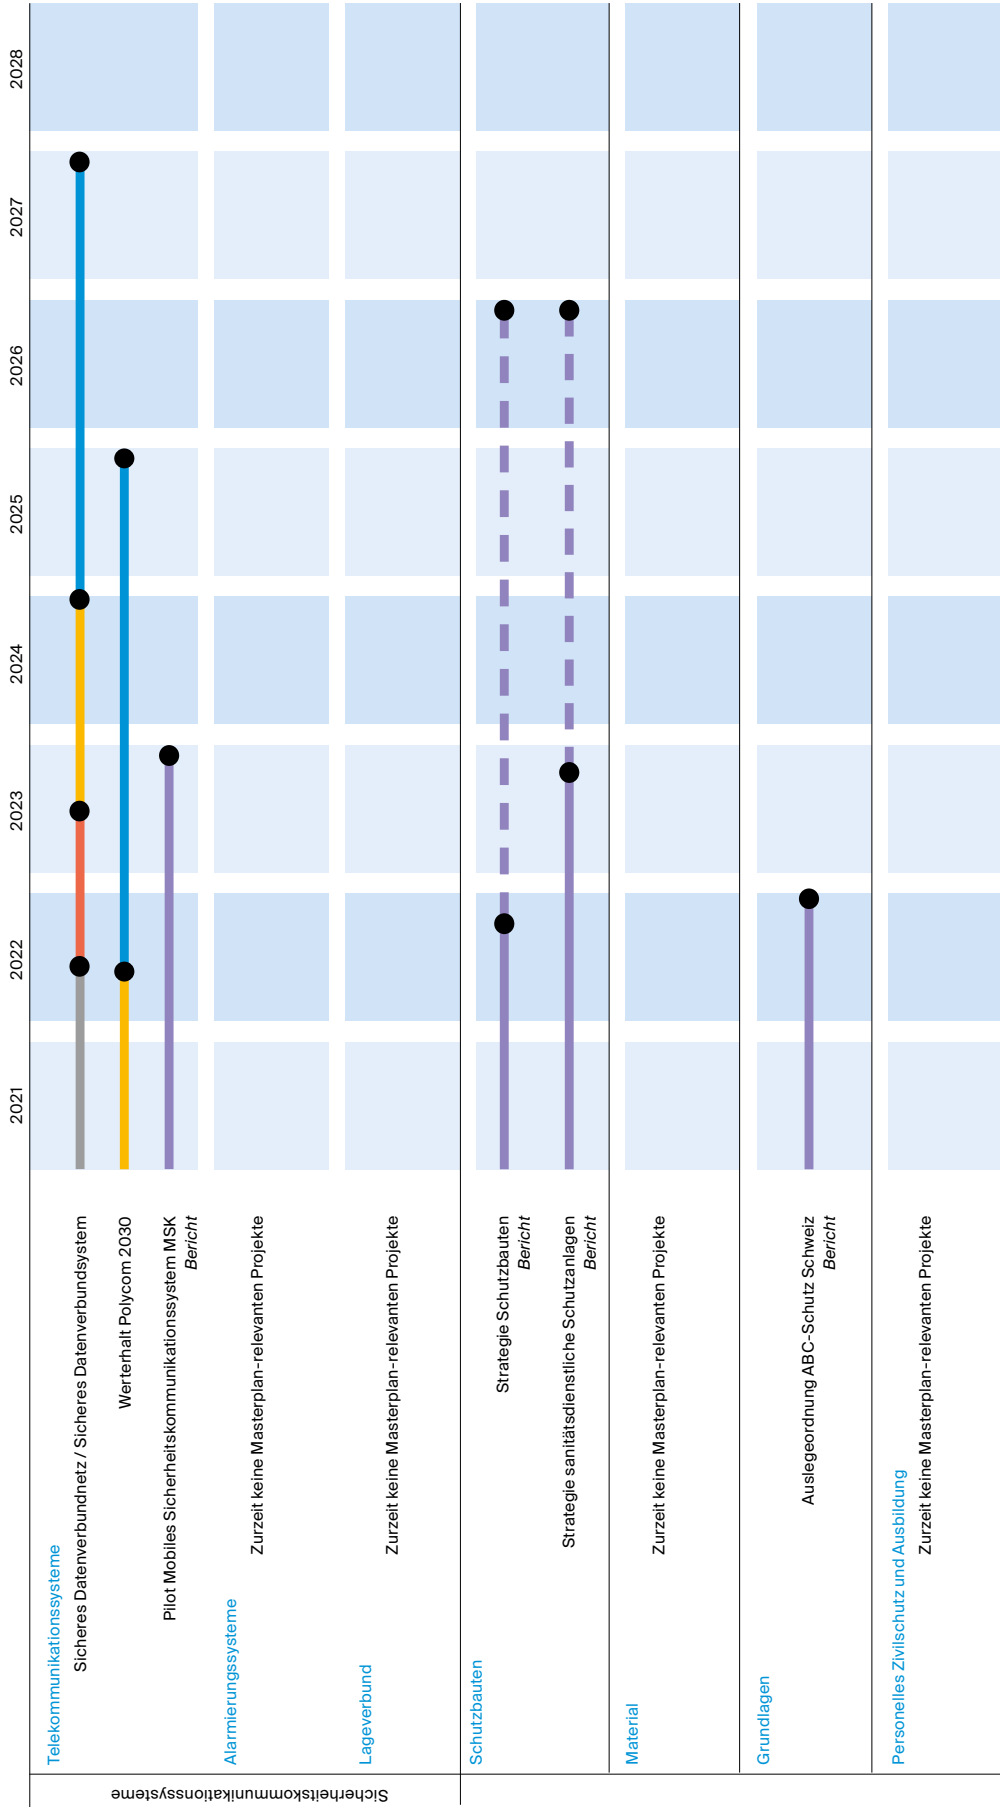 2021 2022 2023 2024 2025 2026 2027 2028
Sicherheitskommunikationssysteme
Telekommunikationssysteme
Sicheres Datenverbundnetz / Sicheres Datenverbundsystem
Werterhalt Polycom 2030
Pilot Mobiles Sicherheitskommunikationssystem MSK
Bericht
Alarmierungssysteme
Zurzeit keine Masterplan-relevanten Projekte
Lageverbund
Zurzeit keine Masterplan-relevanten Projekte
Schutzbauten
Strategie Schutzbauten
Bericht
Strategie sanitätsdienstliche Schutzanlagen
Bericht
Material
Zurzeit keine Masterplan-relevanten Projekte
Grundlagen
Auslegeordnung ABC-Schutz Schweiz
Bericht
Personelles Zivilschutz und Ausbildung
Zurzeit keine Masterplan-relevanten Projekte